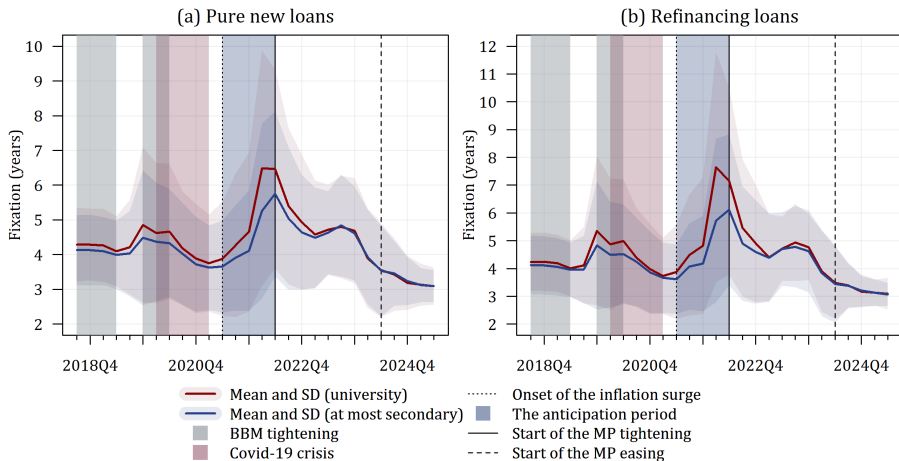 (a) Pure new loans
(b) Refinancing loans
Fixation (years)
10
9
8
7
6
5
4
3
2
2018Q4 2020Q4 2022Q4 2024Q4
Fixation (years)
12
11
10
9
8
7
6
5
4
3
2
2018Q4 2020Q4 2022Q4 2024Q4
Mean and SD (university)
Mean and SD (at most secondary)
BBM tightening
Covid-19 crisis
Onset of the inflation surge
The anticipation period
Start of the MP tightening
Start of the MP easing